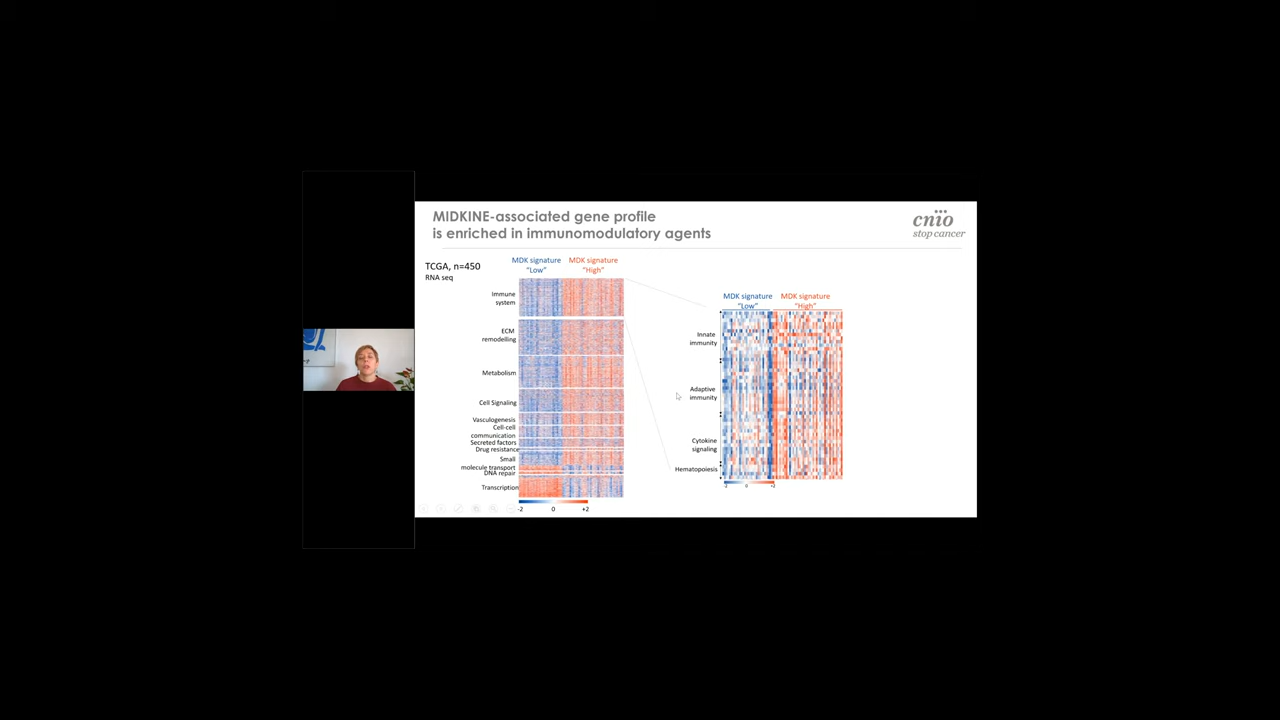 MIDKINE-associated gene profile
is enriched in immunomodulatory agents
cnio
stop cancer
TCGA, n=450
RNA seq
MDK signature
"Low"
MDK signature
"High"
Immune
system
ECM
remodelling
Metabolism
Cell Signaling
Vasculogenesis
Cell-cell
communication
Secreted factors
Drug resistance
Small
molecule transport
DNA repair
Transcription
-2 0 +2
MDK signature
"Low"
MDK signature
"High"
Innate
immunity
Adaptive
immunity
Cytokine
signaling
Hematopoiesis